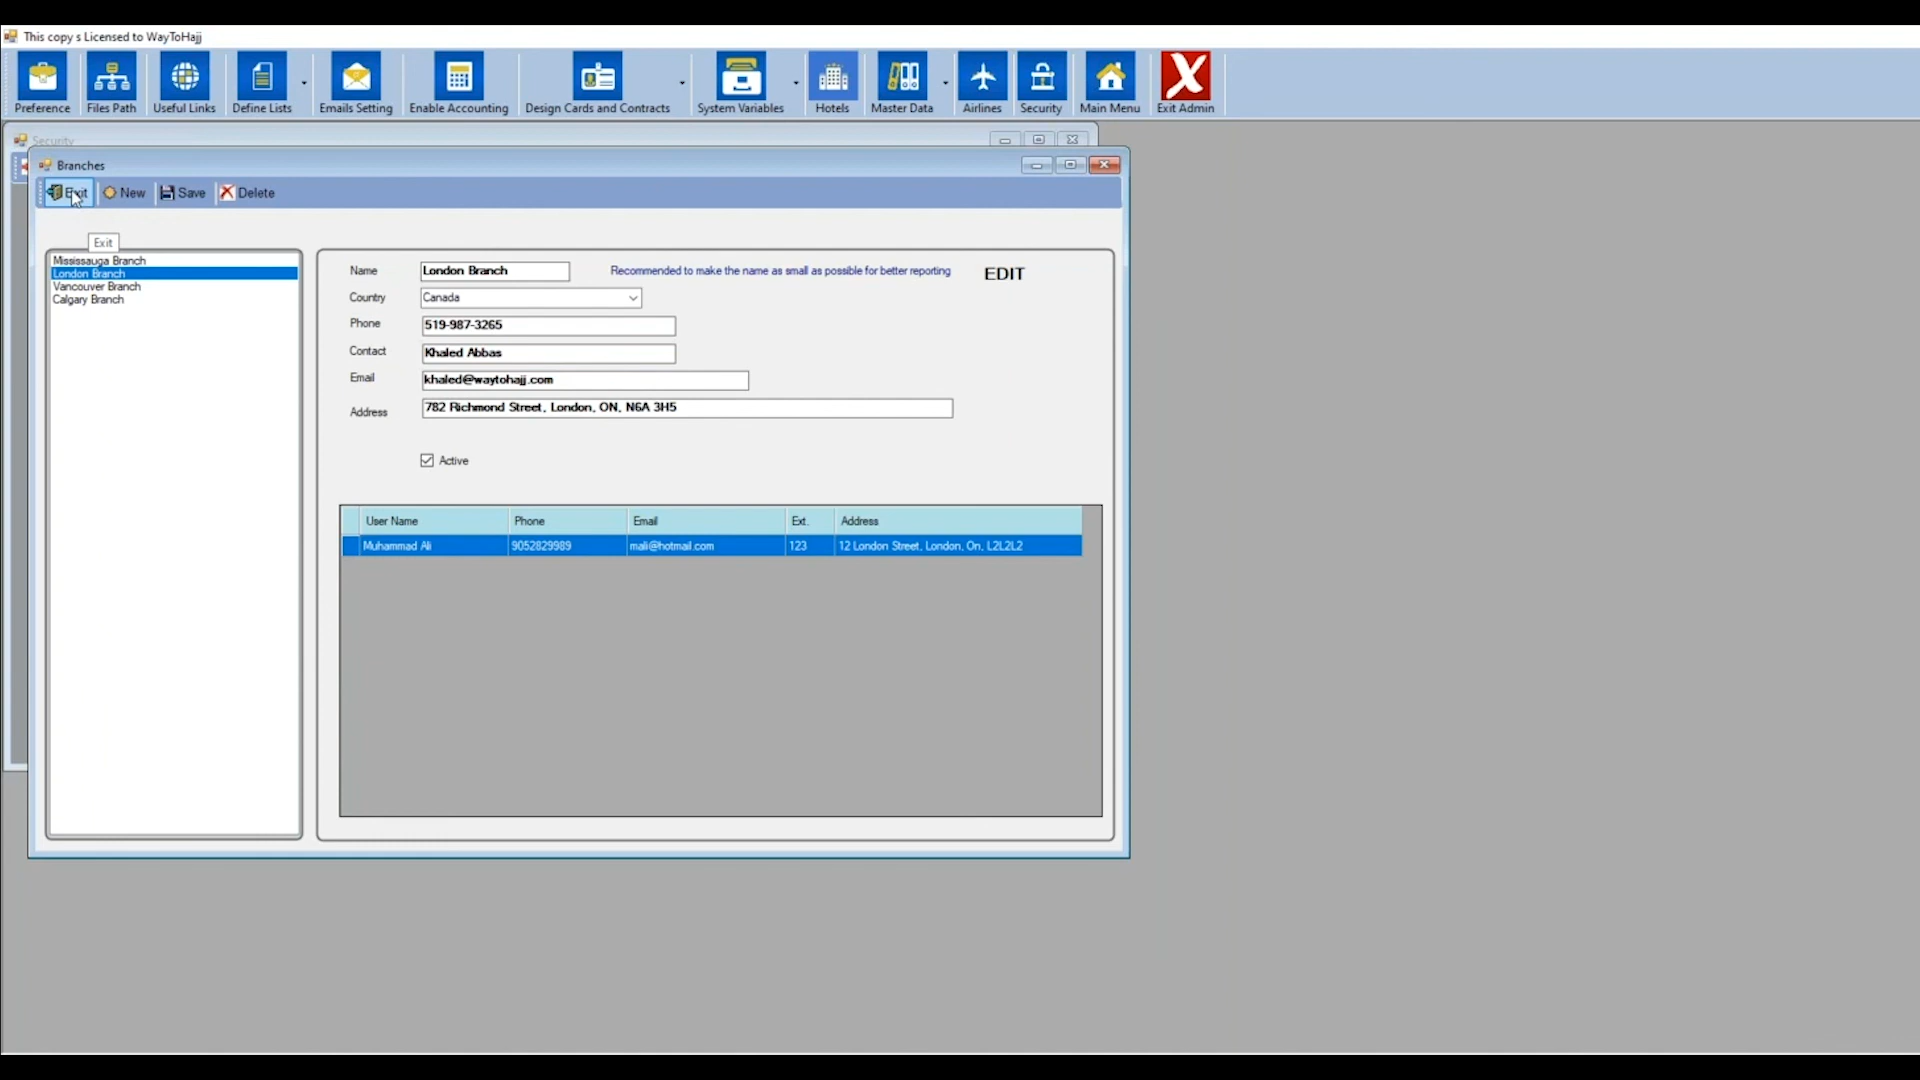 This copy s Licensed to WayToHajj
Preference Files Path Useful Links Define Lists Emails Setting Enable Accounting Design Cards and Contracts System Variables Hotels Master Data Airlines Security Main Menu Exit Admin
Security
Branches
Exit New Save Delete
Exit
Mississauga Branch
London Branch
Vancouver Branch
Calgary Branch
Name London Branch Recommended to make the name as small as possible for better reporting EDIT
Country Canada
Phone 519-987-3265
Contact Khaled Abbas
Email khaled@waytohajj.com
Address 782 Richmond Street, London, ON, N6A 3H5
Active
User Name Phone Email Ext. Address
Muhammad Ali 9052829989 mali@hotmail.com 123 12 London Street, London, On, L2L2L2